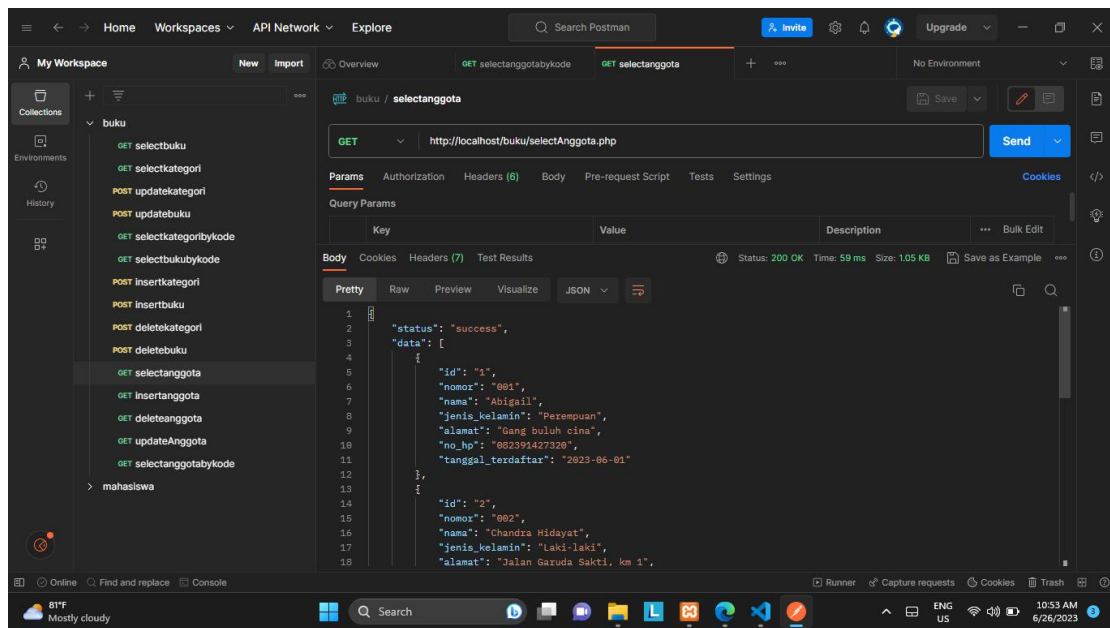 Home Workspaces API Network Explore Search Postman Invite Upgrade
My Workspace New Import Overview GET selectanggotabykode GET selectanggota No Environment
Collections
Environments
History
buku
GET selectbuku
GET selectkategori
POST updatekategori
POST updatebuku
GET selectkategoribykode
GET selectbukubykode
POST insertkategori
POST insertbuku
POST deletekategori
POST deletebuku
GET selectanggota
GET insertanggota
GET deleteanggota
GET updateAnggota
GET selectanggotabykode
mahasiswa
HTTP buku / selectanggota Save
GET http://localhost/buku/selectAnggota.php Send
Params Authorization Headers (6) Body Pre-request Script Tests Settings Cookies
Query Params
Key Value Description Bulk Edit
Body Cookies Headers (7) Test Results Status: 200 OK Time: 59 ms Size: 1.05 KB Save as Example
Pretty Raw Preview Visualize JSON
1 {
2 "status": "success",
3 "data": [
4 {
5 "id": "1",
6 "nomor": "001",
7 "nama": "Abigail",
8 "jenis_kelamin": "Perempuan",
9 "alamat": "Gang buluh cina",
10 "no_hp": "082391427320",
11 "tanggal_terdaftar": "2023-06-01"
12 },
13 {
14 "id": "2",
15 "nomor": "002",
16 "nama": "Chandra Hidayat",
17 "jenis_kelamin": "Laki-laki",
18 "alamat": "Jalan Garuda Sakti, km 1",
Online Find and replace Console Runner Capture requests Cookies Trash
81°F
Mostly cloudy
Search
ENG
US
10:53 AM
6/26/2023
3